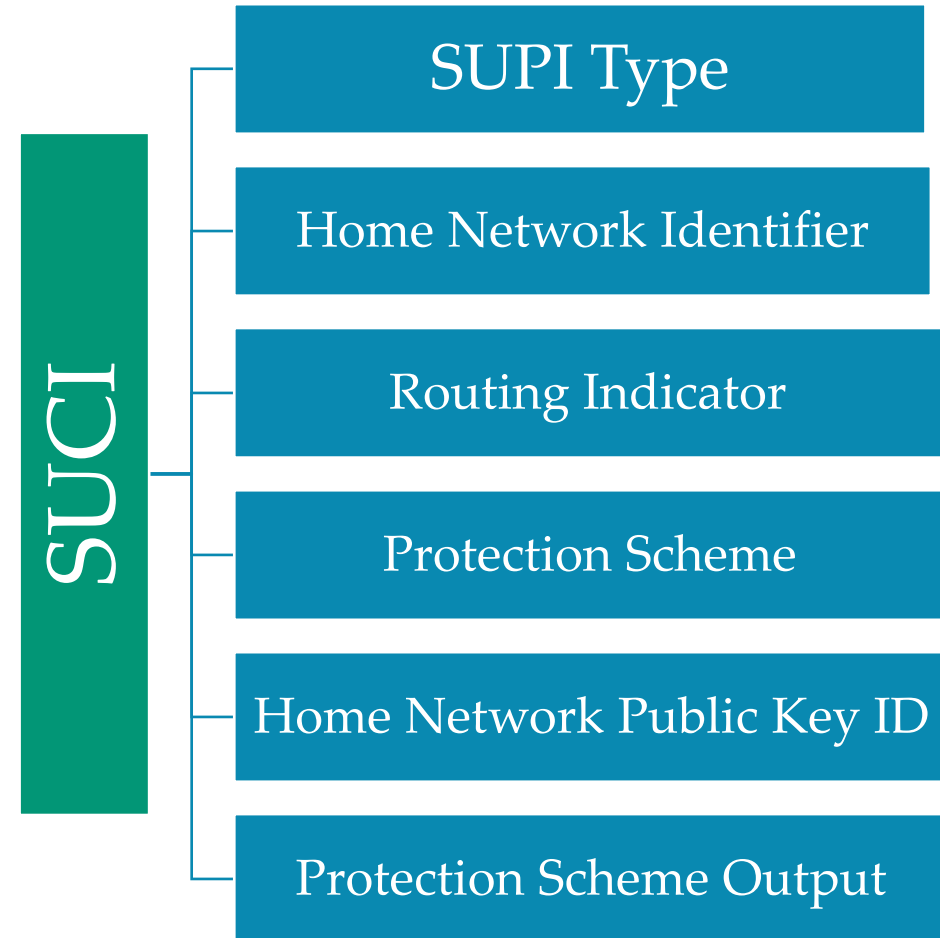 SUCI
SUPI Type
Home Network Identifier
Routing Indicator
Protection Scheme
Home Network Public Key ID
Protection Scheme Output